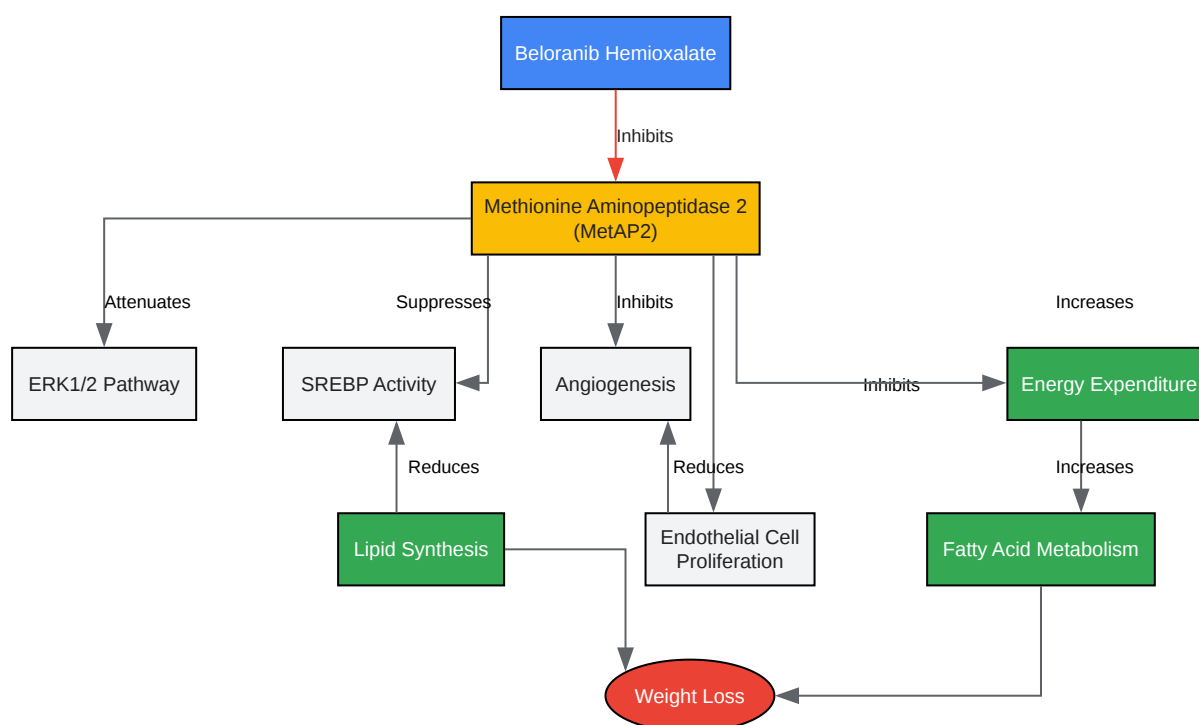 Beloranib Hemioxalate
Inhibits
Methionine Aminopeptidase 2
(MetAP2)
Attenuates
Suppresses
Inhibits
Increases
ERK1/2 Pathway
SREBP Activity
Angiogenesis
Inhibits
Energy Expenditure
Reduces
Reduces
Increases
Lipid Synthesis
Endothelial Cell
Proliferation
Fatty Acid Metabolism
Weight Loss